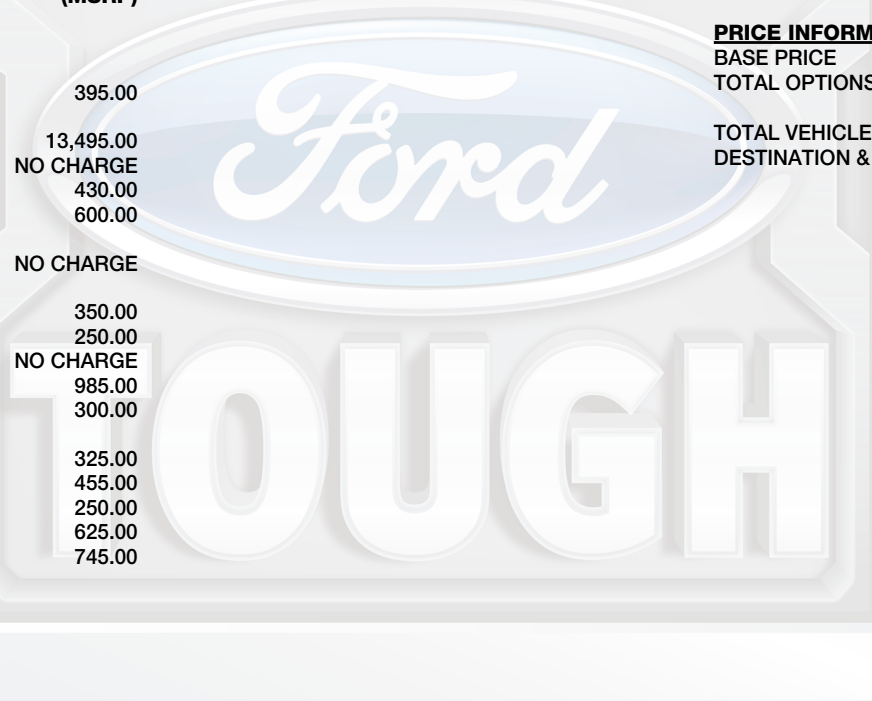 (MSRP)
395.00
13,495.00
NO CHARGE
430.00
600.00
NO CHARGE
350.00
250.00
NO CHARGE
985.00
300.00
325.00
455.00
250.00
625.00
745.00
PRICE INFORM
BASE PRICE
TOTAL OPTIONS
TOTAL VEHICLE
DESTINATION &
Ford
TOUGH